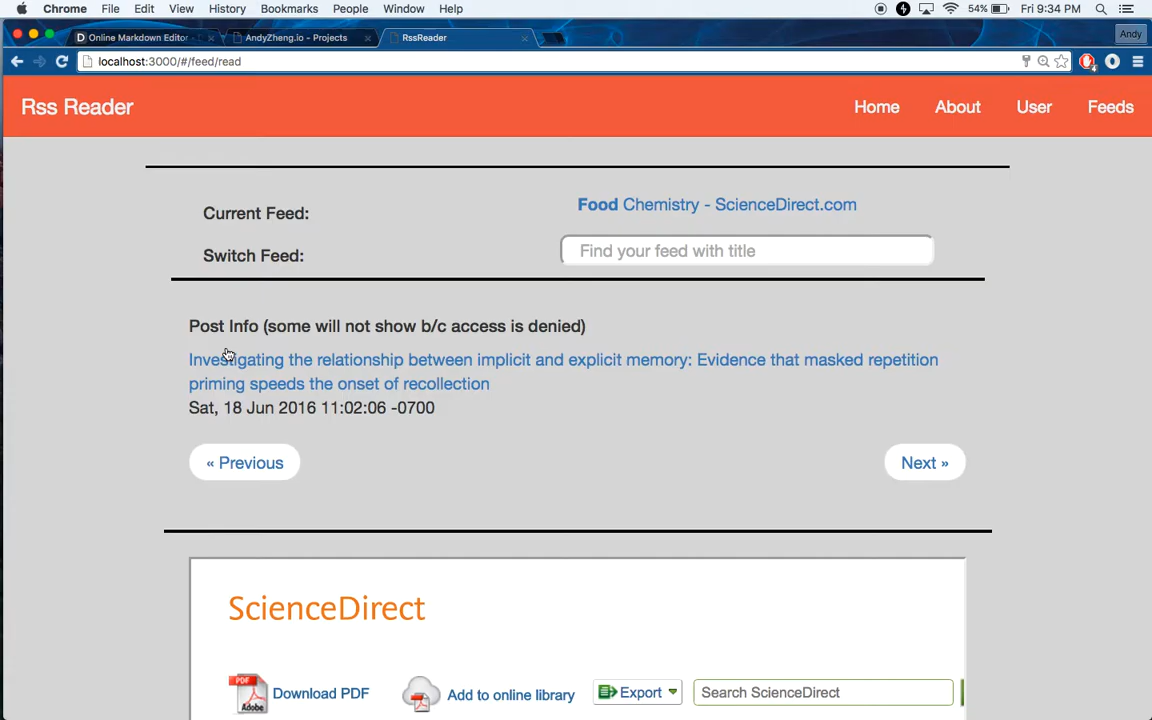 Chrome File Edit View History Bookmarks People Window Help 54% Fri 9:34 PM
Online Markdown Editor - AndyZheng.io - Projects RssReader Andy
localhost:3000/#/feed/read
Rss Reader Home About User Feeds
Current Feed: Food Chemistry - ScienceDirect.com
Switch Feed: Find your feed with title
Post Info (some will not show b/c access is denied)
Investigating the relationship between implicit and explicit memory: Evidence that masked repetition
priming speeds the onset of recollection
Sat, 18 Jun 2016 11:02:06 -0700
« Previous Next »
ScienceDirect
PDF Adobe Download PDF Add to online library Export Search ScienceDirect